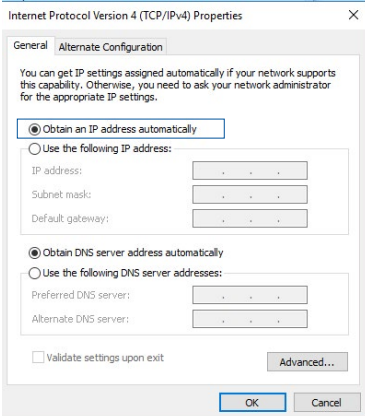 Internet Protocol Version 4 (TCP/IPv4) Properties
General Alternate Configuration
You can get IP settings assigned automatically if your network supports
this capability. Otherwise, you need to ask your network administrator
for the appropriate IP settings.
Obtain an IP address automatically
Use the following IP address:
IP address:
Subnet mask:
Default gateway:
Obtain DNS server address automatically
Use the following DNS server addresses:
Preferred DNS server:
Alternate DNS server:
Validate settings upon exit
Advanced...
OK Cancel